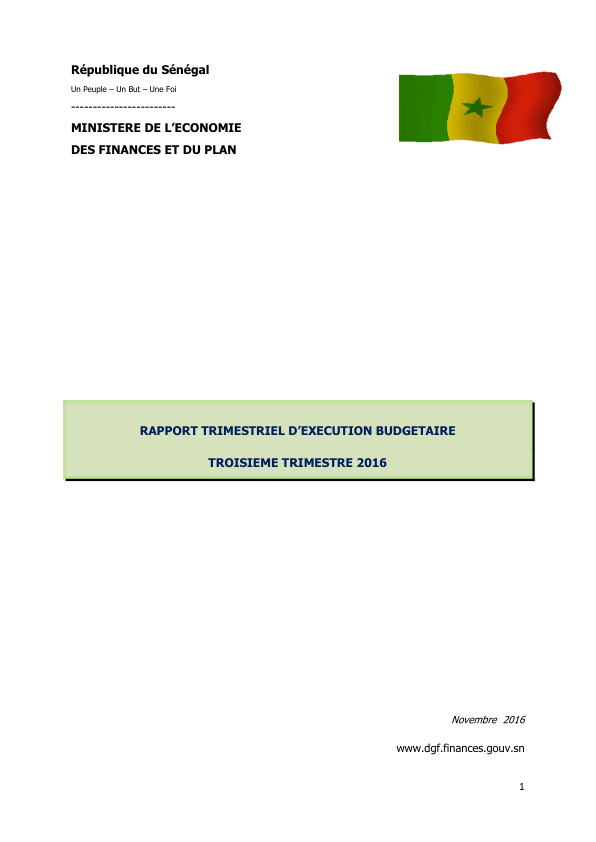 République du Sénégal
Un Peuple – Un But – Une Foi
------------------------
MINISTERE DE L’ECONOMIE
DES FINANCES ET DU PLAN
RAPPORT TRIMESTRIEL D’EXECUTION BUDGETAIRE
TROISIEME TRIMESTRE 2016
Novembre 2016
www.dgf.finances.gouv.sn
1